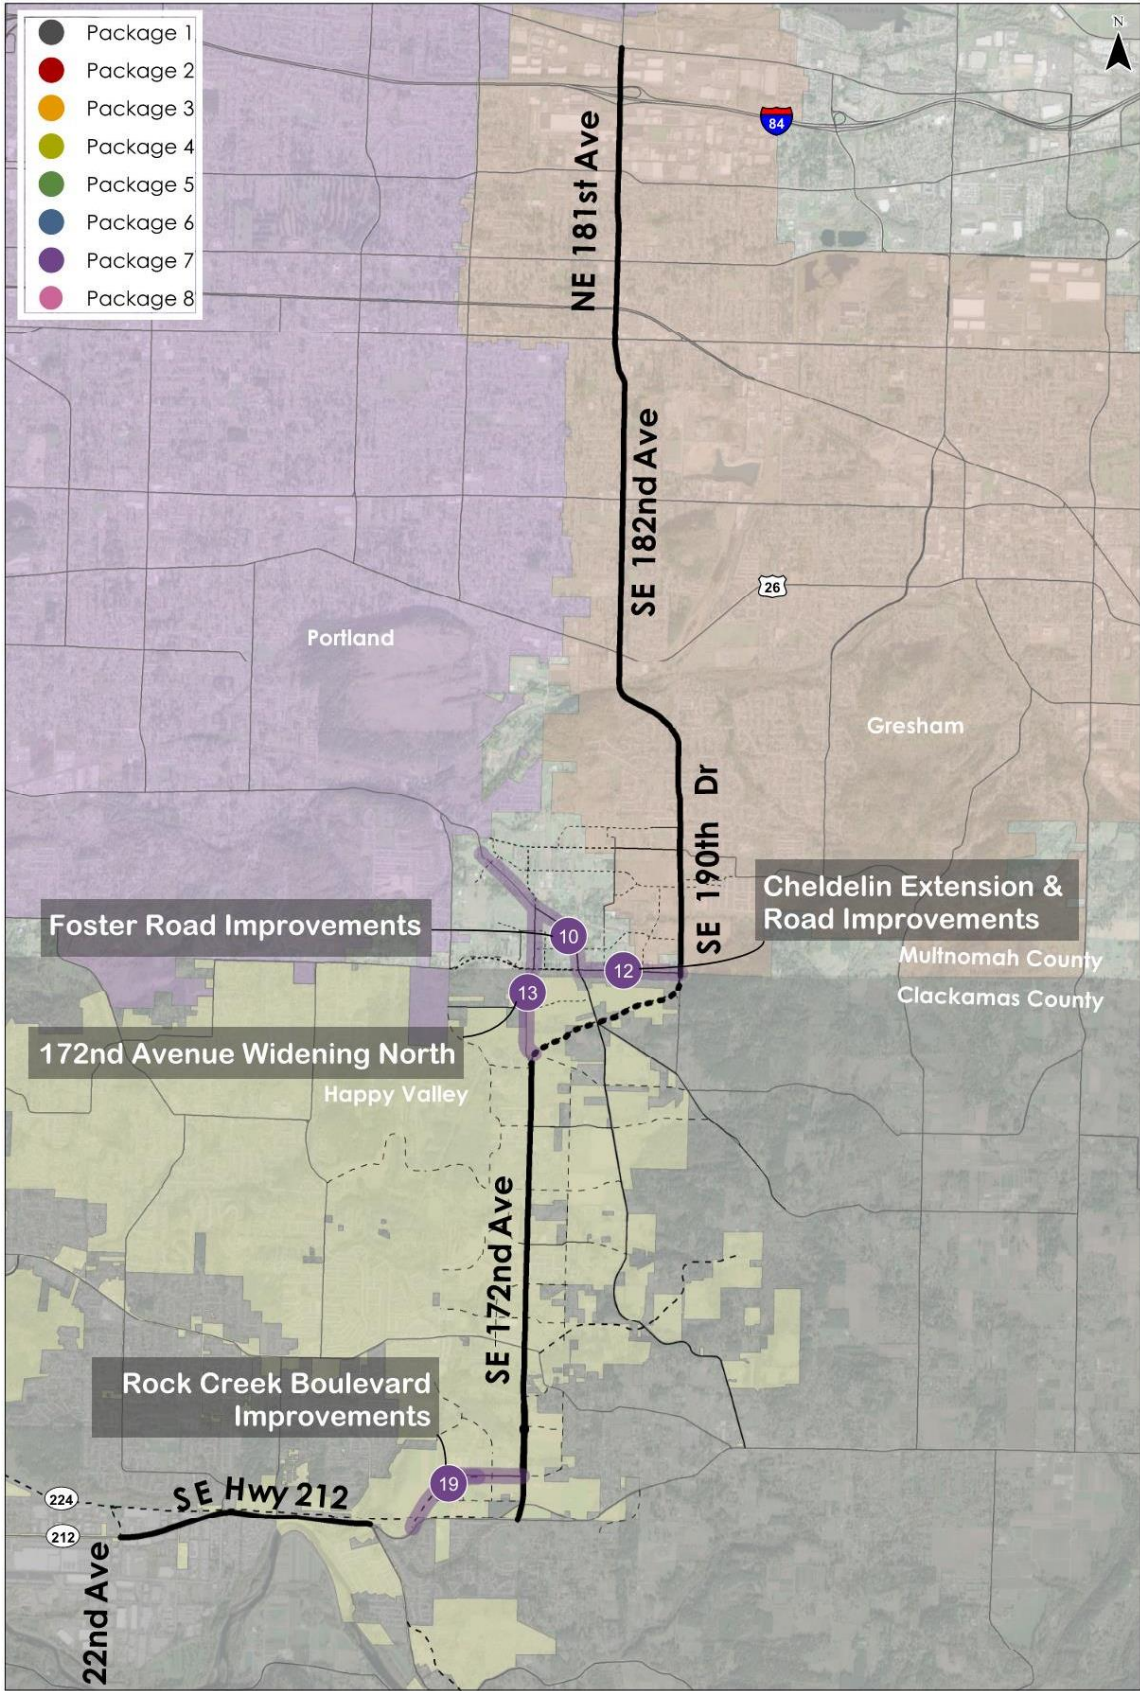 Package 1
Package 2
Package 3
Package 4
Package 5
Package 6
Package 7
Package 8
N
84
NE 181st Ave
SE 182nd Ave
26
Portland
Gresham
SE 190th Dr
Cheldelin Extension &
Road Improvements
Foster Road Improvements
10
12
Multnomah County
13
Clackamas County
172nd Avenue Widening North
Happy Valley
SE 172nd Ave
Rock Creek Boulevard
Improvements
19
224
SE Hwy 212
212
22nd Ave